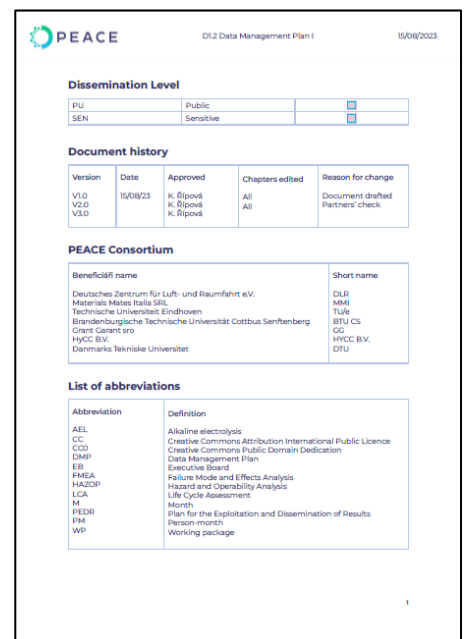 PEACE D1.2 Data Management Plan I 15/08/2023
Dissemination Level
PU Public
SEN Sensitive
Document history
Version Date Approved Chapters edited Reason for change
V1.0 15/08/23 K. Řípová All Document drafted
V2.0 K. Řípová All Partners' check
V3.0 K. Řípová
PEACE Consortium
Beneficiáři name Short name
Deutsches Zentrum für Luft- und Raumfahrt e.V. DLR
Materials Mates Italia SRL MMI
Technische Universiteit Eindhoven TU/e
Brandenburgische Technische Universität Cottbus Senftenberg BTU CS
Grant Garant sro GG
HyCC B.V. HYCC B.V.
Danmarks Tekniske Universitet DTU
List of abbreviations
Abbreviation Definition
AEL Alkaline electrolysis
CC Creative Commons Attribution International Public Licence
CC0 Creative Commons Public Domain Dedication
DMP Data Management Plan
EB Executive Board
FMEA Failure Mode and Effects Analysis
HAZOP Hazard and Operability Analysis
LCA Life Cycle Assessment
M Month
PEDR Plan for the Exploitation and Dissemination of Results
PM Person-month
WP Working package
1